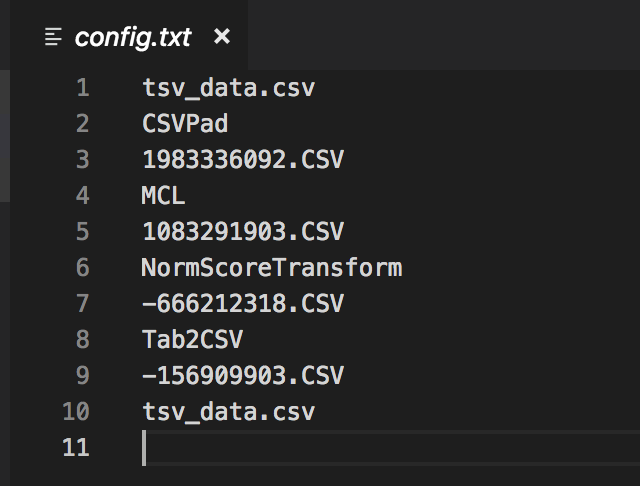 config.txt ×
1 tsv_data.csv
2 CSVPad
3 1983336092.CSV
4 MCL
5 1083291903.CSV
6 NormScoreTransform
7 -666212318.CSV
8 Tab2CSV
9 -156909903.CSV
10 tsv_data.csv
11